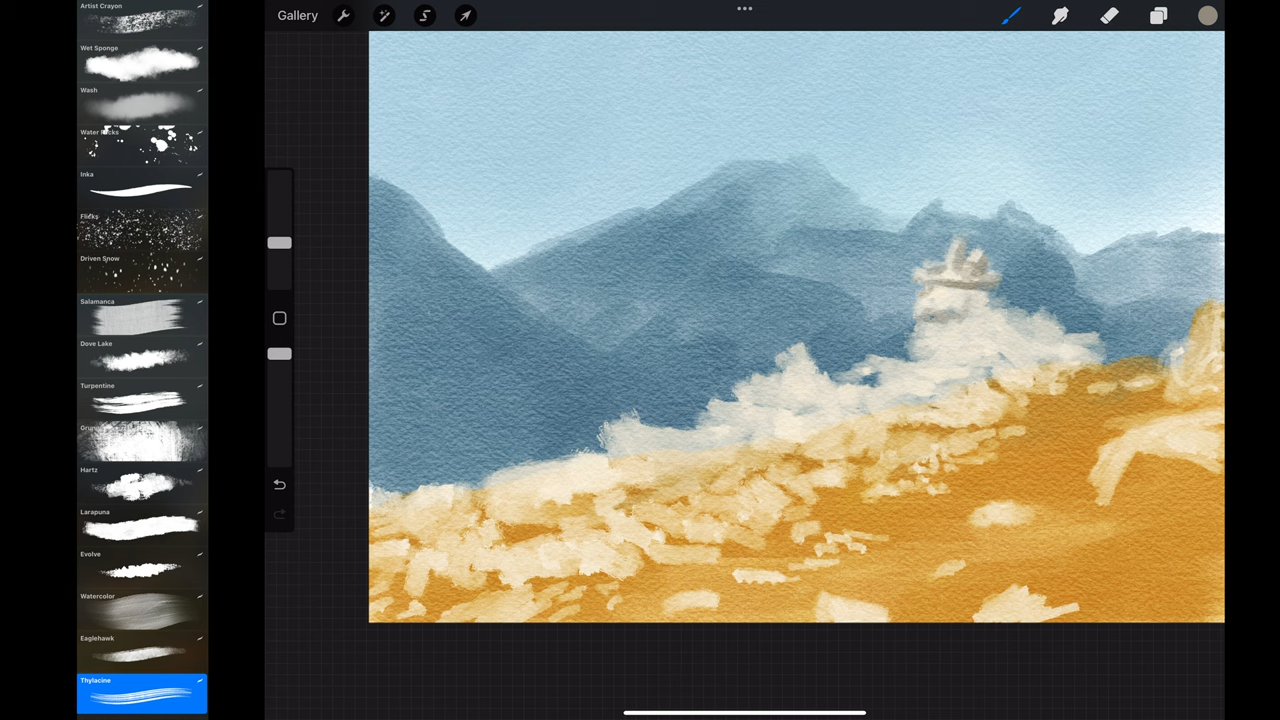 Gallery
Artist Crayon
Wet Sponge
Wash
Water Flicks
Inka
Flicks
Driven Snow
Salamanca
Dove Lake
Turpentine
Hartz
Larapuna
Evolve
Watercolor
Eaglehawk
Thylacine